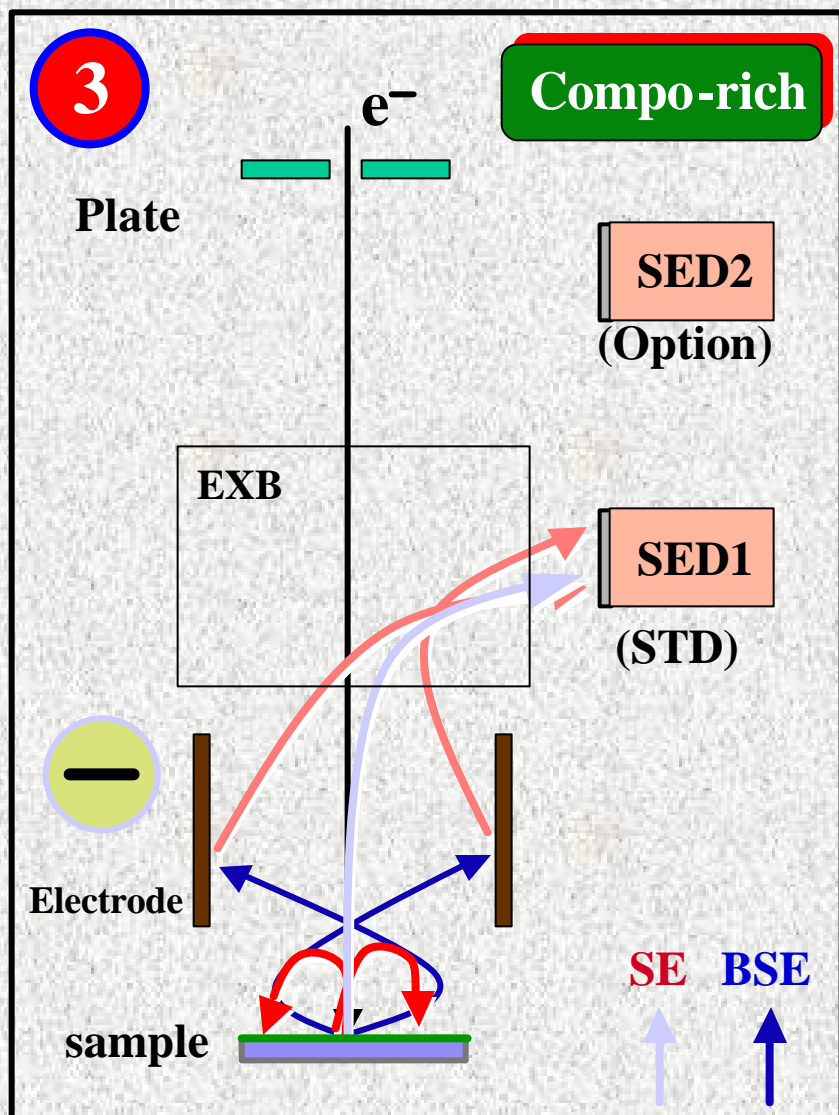 3
Compo-rich
e−
Plate
SED2
(Option)
EXB
SED1
(STD)
−
Electrode
SE BSE
sample